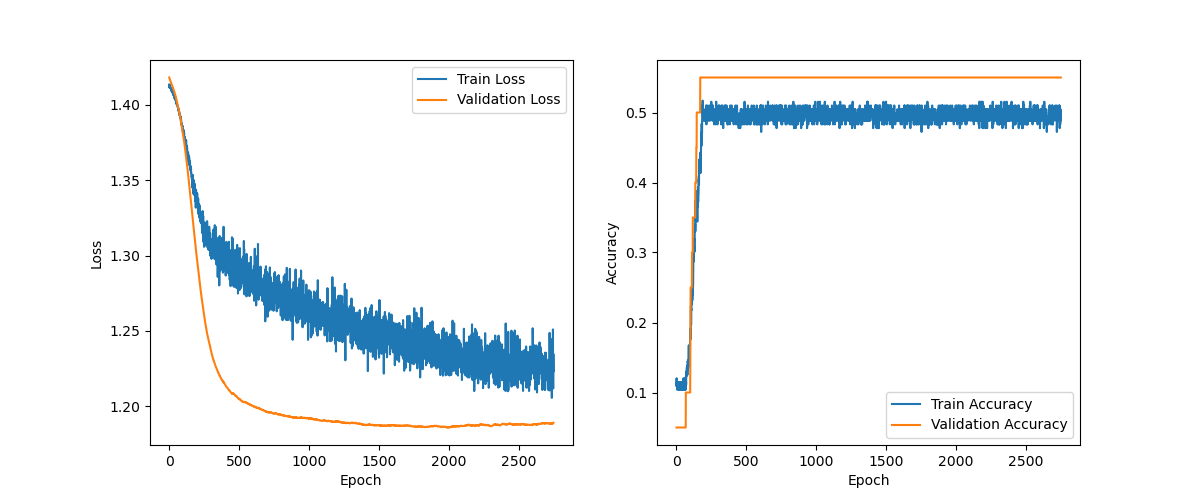 Train Loss
Validation Loss
1.40
1.35
1.30
1.25
1.20
Loss
0 500 1000 1500 2000 2500
Epoch
0.5
0.4
0.3
0.2
0.1
Accuracy
Train Accuracy
Validation Accuracy
0 500 1000 1500 2000 2500
Epoch